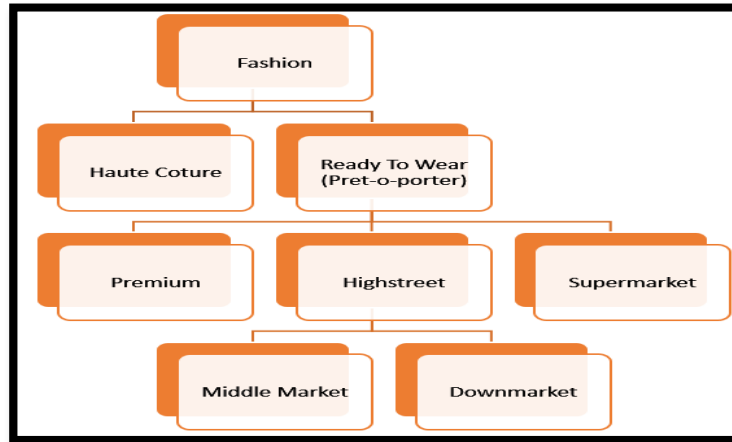 Fashion
Haute Coture
Ready To Wear
(Pret-o-porter)
Premium
Highstreet
Supermarket
Middle Market
Downmarket